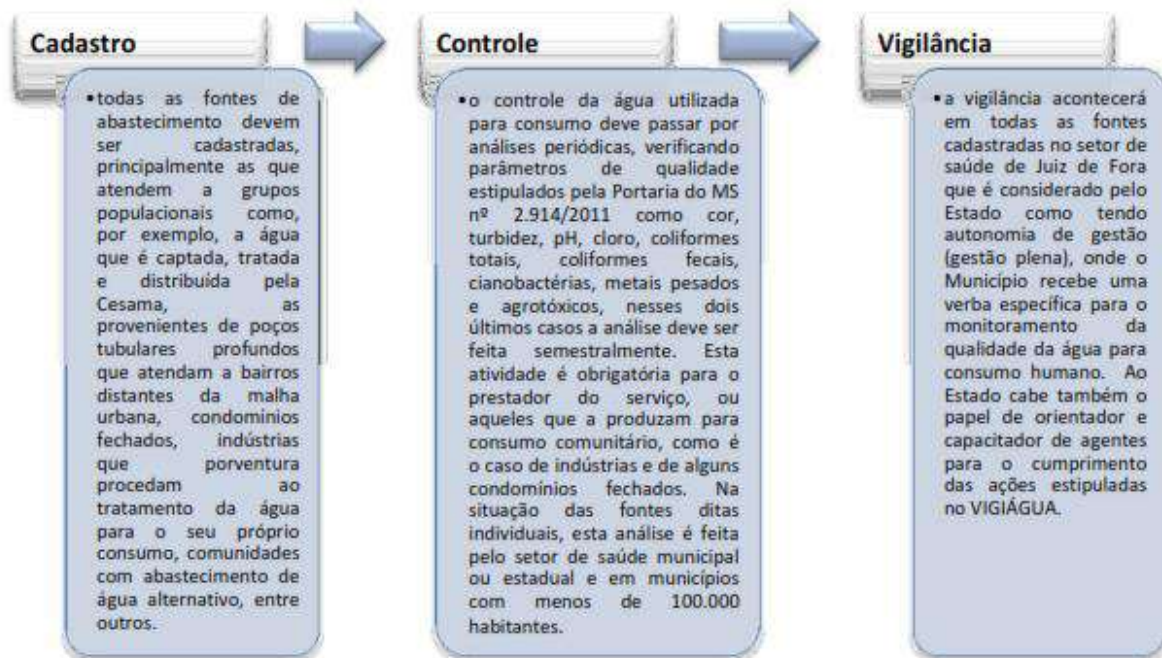 Cadastro
•todas as fontes de
abastecimento devem
ser cadastradas,
principalmente as que
atendem a grupos
populacionais como,
por exemplo, a água
que é captada, tratada
e distribuída pela
Cesama, as
provenientes de poços
tubulares profundos
que atendam a bairros
distantes da malha
urbana, condomínios
fechados, indústrias
que porventura
procedam ao
tratamento da água
para o seu próprio
consumo, comunidades
com abastecimento de
água alternativo, entre
outros.
Controle
•o controle da água utilizada
para consumo deve passar por
análises periódicas, verificando
parâmetros de qualidade
estipulados pela Portaria do MS
nº 2.914/2011 como cor,
turbidez, pH, cloro, coliformes
totais, coliformes fecais,
cianobactérias, metais pesados
e agrotóxicos, nesses dois
últimos casos a análise deve ser
feita semestralmente. Esta
atividade é obrigatória para o
prestador do serviço, ou
aqueles que a produzam para
consumo comunitário, como é
o caso de indústrias e de alguns
condomínios fechados. Na
situação das fontes ditas
individuais, esta análise é feita
pelo setor de saúde municipal
ou estadual e em municípios
com menos de 100.000
habitantes.
Vigilância
•a vigilância acontecerá
em todas as fontes
cadastradas no setor de
saúde de Juiz de Fora
que é considerado pelo
Estado como tendo
autonomia de gestão
(gestão plena), onde o
Município recebe uma
verba específica para o
monitoramento da
qualidade da água para
consumo humano. Ao
Estado cabe também o
papel de orientador e
capacitador de agentes
para o cumprimento
das ações estipuladas
no VIGIÁGUA.